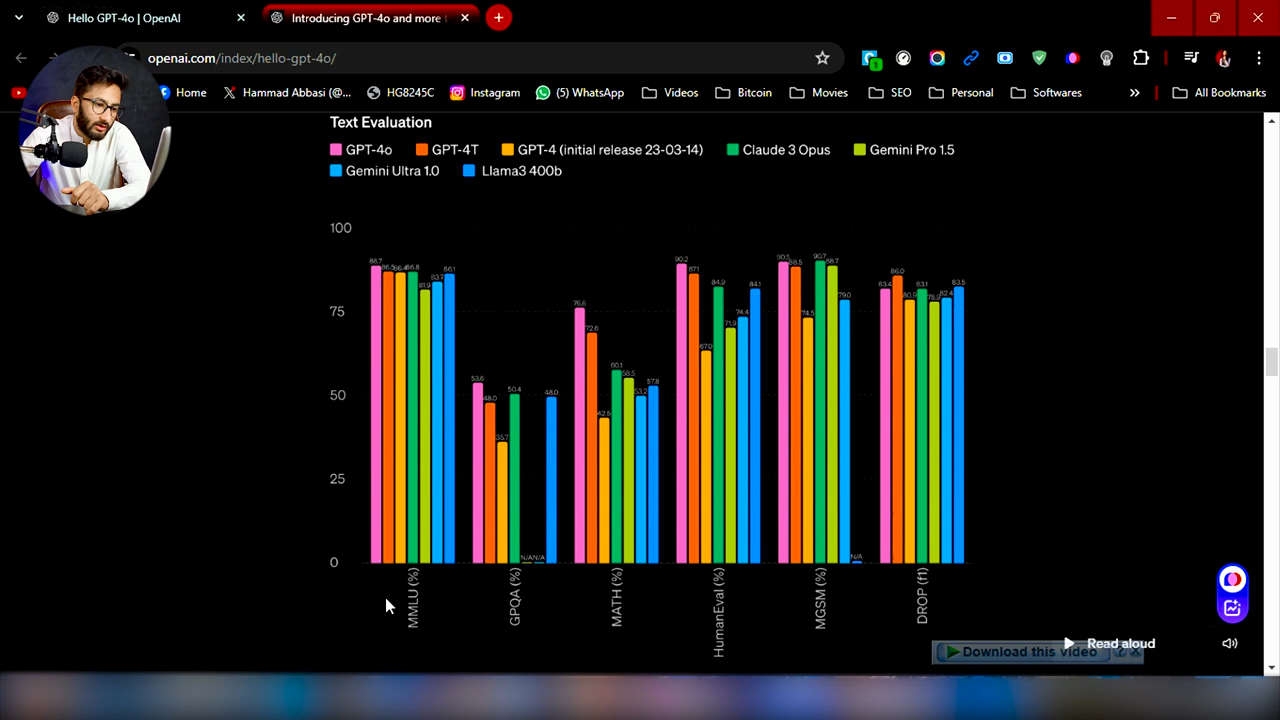 Hello GPT-4o | OpenAI
Introducing GPT-4o and more t
openai.com/index/hello-gpt-4o/
1
Home
Hammad Abbasi (@...
HG8245C
Instagram
(5) WhatsApp
Videos
Bitcoin
Movies
SEO
Personal
Softwares
All Bookmarks
Text Evaluation
GPT-4o GPT-4T GPT-4 (initial release 23-03-14) Claude 3 Opus Gemini Pro 1.5
Gemini Ultra 1.0 Llama3 400b
100
75
50
25
0
88.7 86.5 86.4 86.8 81.9 83.7 86.1
53.6 48.0 35.7 50.4 N/A N/A 48.0
76.6 72.6 42.5 60.1 58.5 53.2 57.8
90.2 87.1 67.0 84.9 71.9 74.4 84.1
90.5 88.5 74.5 90.7 88.7 79.0 N/A
83.4 86.0 80.9 83.1 78.9 82.4 83.5
MMLU (%)
GPQA (%)
MATH (%)
HumanEval (%)
MGSM (%)
DROP (f1)
Read aloud
Download this video ?